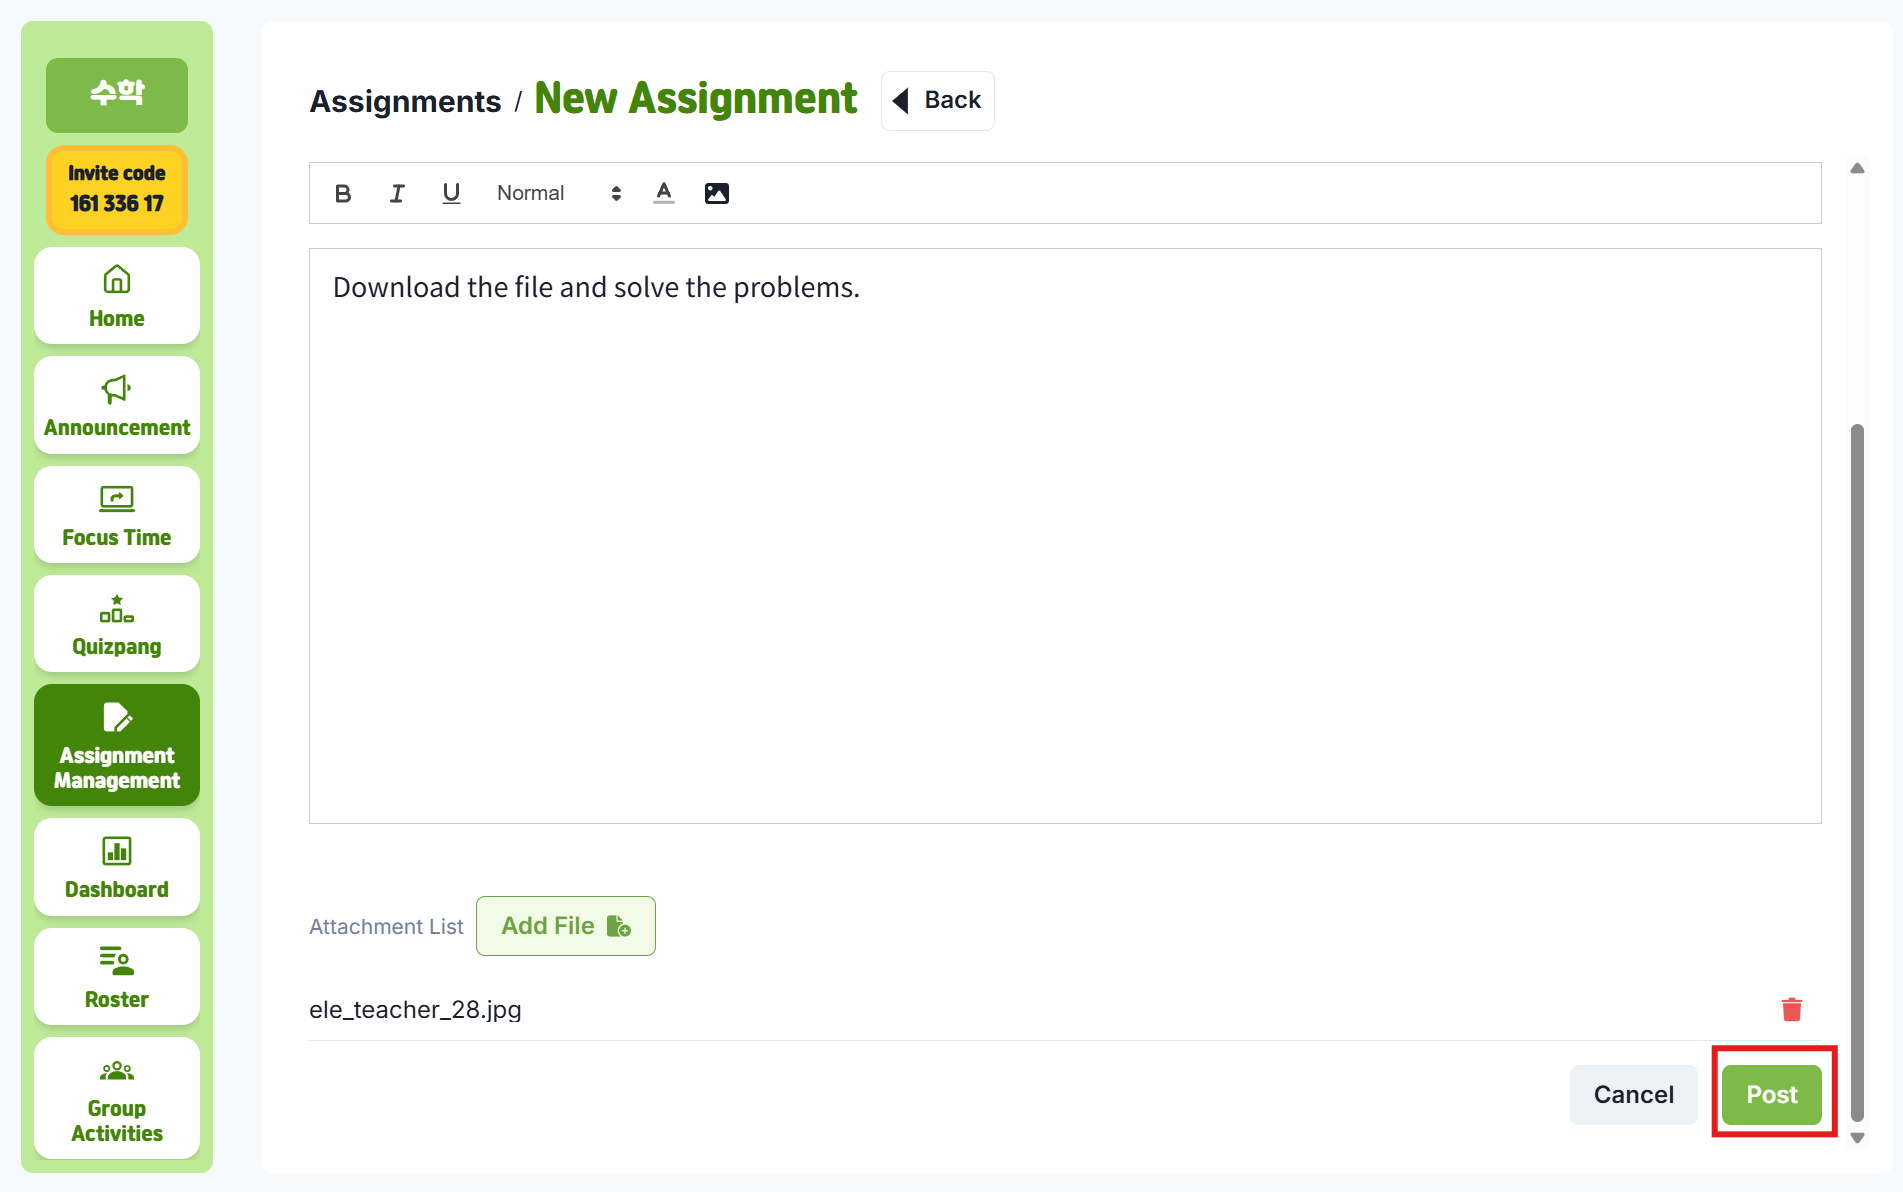 수학
Invite code
161 336 17
Home
Announcement
Focus Time
Quizpang
Assignment
Management
Dashboard
Roster
Group
Activities
Assignments / New Assignment
Back
B I U Normal A
Download the file and solve the problems.
Attachment List
Add File
ele_teacher_28.jpg
Cancel
Post